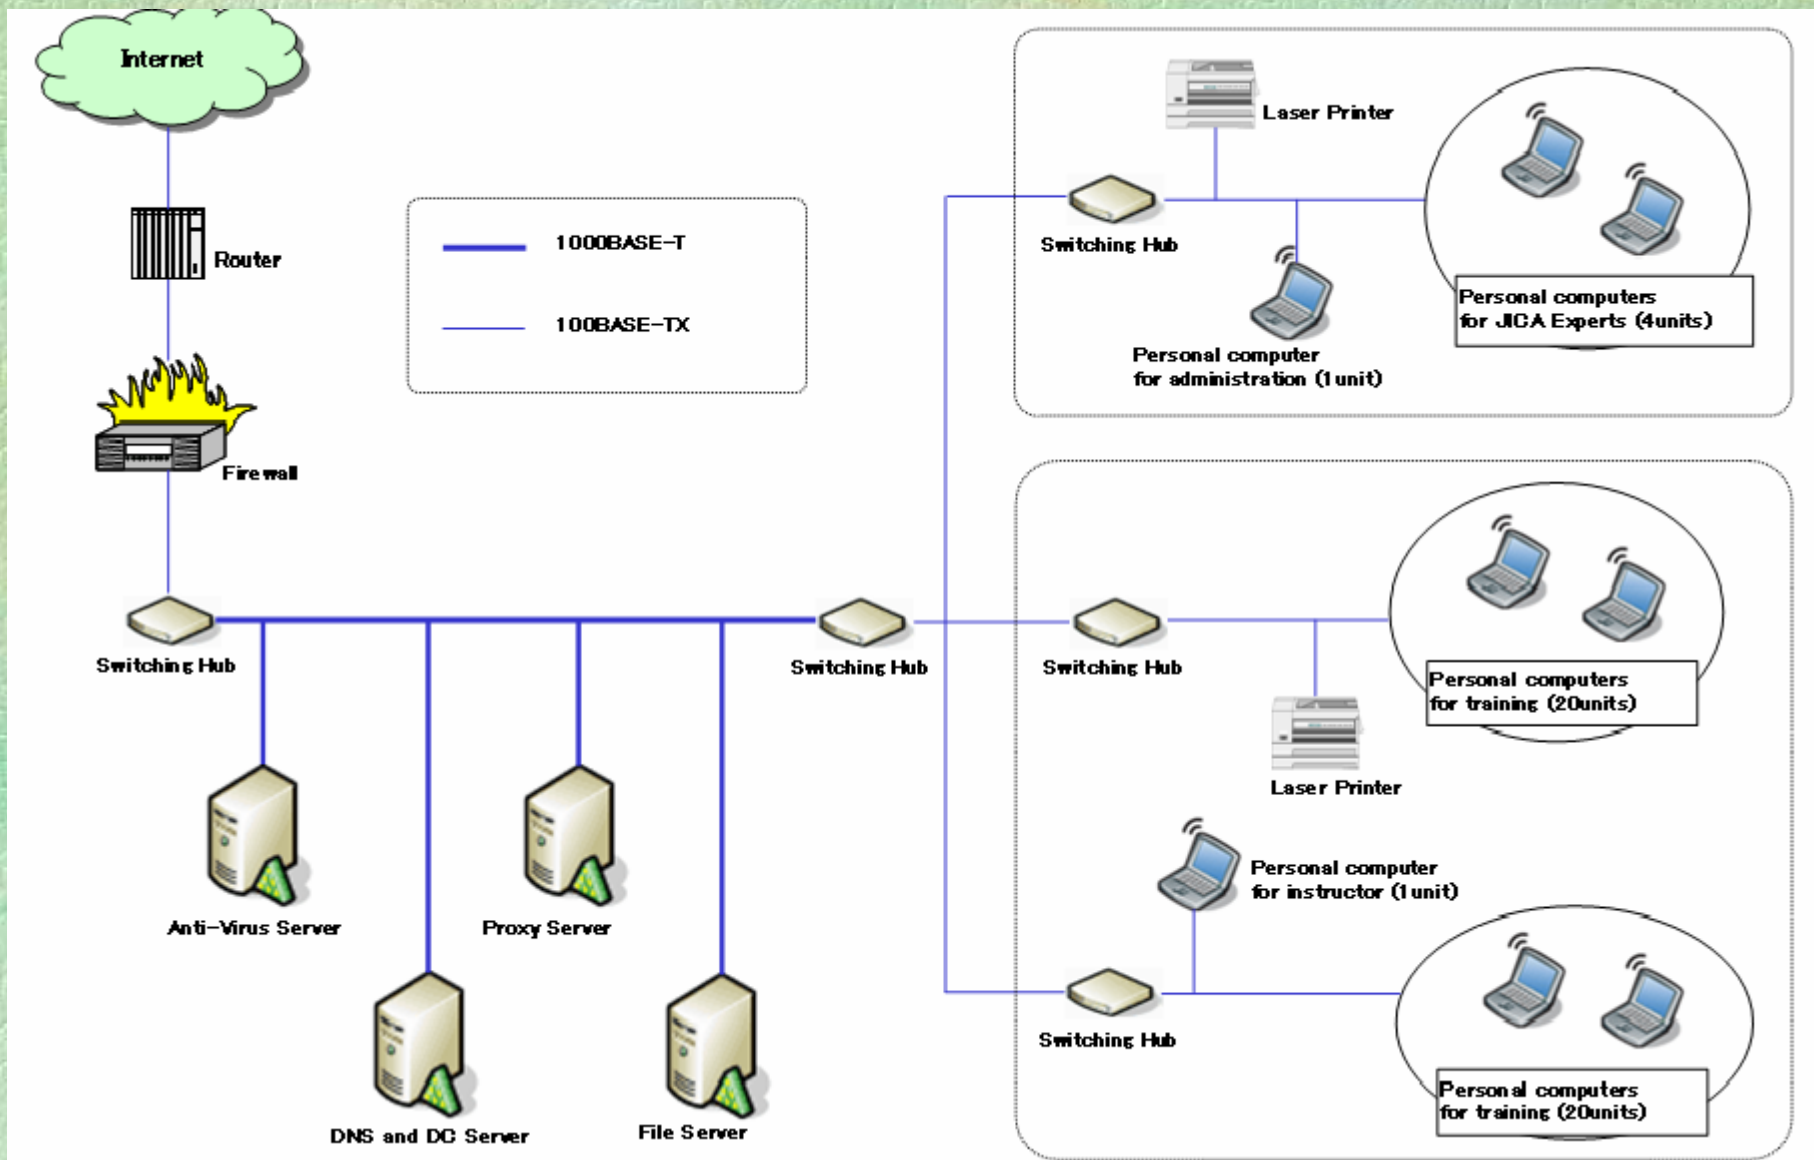 Internet
Router
Firewall
1000BASE-T
100BASE-TX
Switching Hub
Switching Hub
Anti-Virus Server
Proxy Server
DNS and DC Server
File Server
Laser Printer
Switching Hub
Personal computer
for administration (1unit)
Personal computers
for JICA Experts (4units)
Switching Hub
Personal computers
for training (20units)
Laser Printer
Personal computer
for instructor (1unit)
Switching Hub
Personal computers
for training (20units)